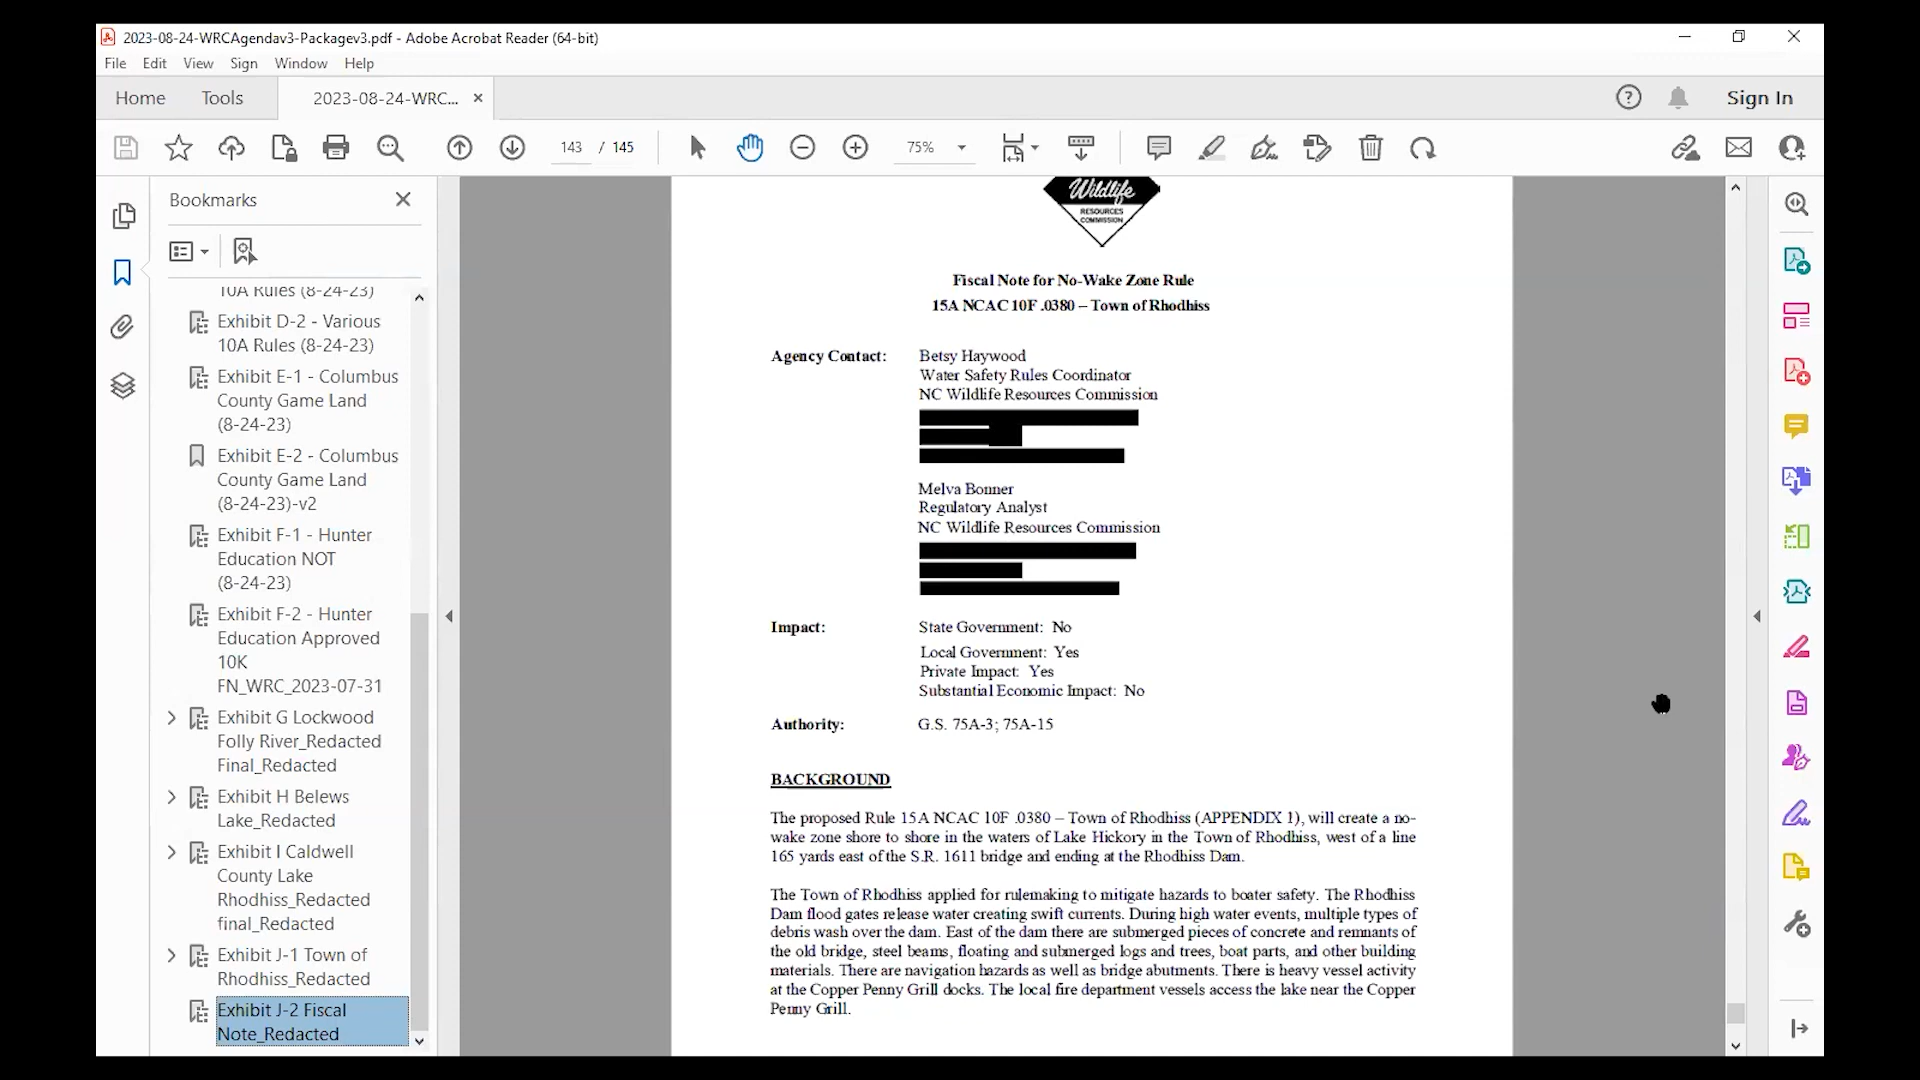 2023-08-24-WRCAgendav3-Packagev3.pdf - Adobe Acrobat Reader (64-bit)
File Edit View Sign Window Help
Home Tools 2023-08-24-WRC... Sign In
143 / 145 75%
Bookmarks
10A Rules (8-24-23)
Exhibit D-2 - Various
10A Rules (8-24-23)
Exhibit E-1 - Columbus
County Game Land
(8-24-23)
Exhibit E-2 - Columbus
County Game Land
(8-24-23)-v2
Exhibit F-1 - Hunter
Education NOT
(8-24-23)
Exhibit F-2 - Hunter
Education Approved
10K
FN_WRC_2023-07-31
Exhibit G Lockwood
Folly River_Redacted
Final_Redacted
Exhibit H Belews
Lake_Redacted
Exhibit I Caldwell
County Lake
Rhodhiss_Redacted
final_Redacted
Exhibit J-1 Town of
Rhodhiss_Redacted
Exhibit J-2 Fiscal
Note_Redacted
Wildlife
RESOURCES
COMMISSION
Fiscal Note for No-Wake Zone Rule
15A NCAC 10F .0380 – Town of Rhodhiss
Agency Contact: Betsy Haywood
Water Safety Rules Coordinator
NC Wildlife Resources Commission
Melva Bonner
Regulatory Analyst
NC Wildlife Resources Commission
Impact: State Government: No
Local Government: Yes
Private Impact: Yes
Substantial Economic Impact: No
Authority: G.S. 75A-3; 75A-15
BACKGROUND
The proposed Rule 15A NCAC 10F .0380 – Town of Rhodhiss (APPENDIX 1), will create a no-
wake zone shore to shore in the waters of Lake Hickory in the Town of Rhodhiss, west of a line
165 yards east of the S.R. 1611 bridge and ending at the Rhodhiss Dam.
The Town of Rhodhiss applied for rulemaking to mitigate hazards to boater safety. The Rhodhiss
Dam flood gates release water creating swift currents. During high water events, multiple types of
debris wash over the dam. East of the dam there are submerged pieces of concrete and remnants of
the old bridge, steel beams, floating and submerged logs and trees, boat parts, and other building
materials. There are navigation hazards as well as bridge abutments. There is heavy vessel activity
at the Copper Penny Grill docks. The local fire department vessels access the lake near the Copper
Penny Grill.